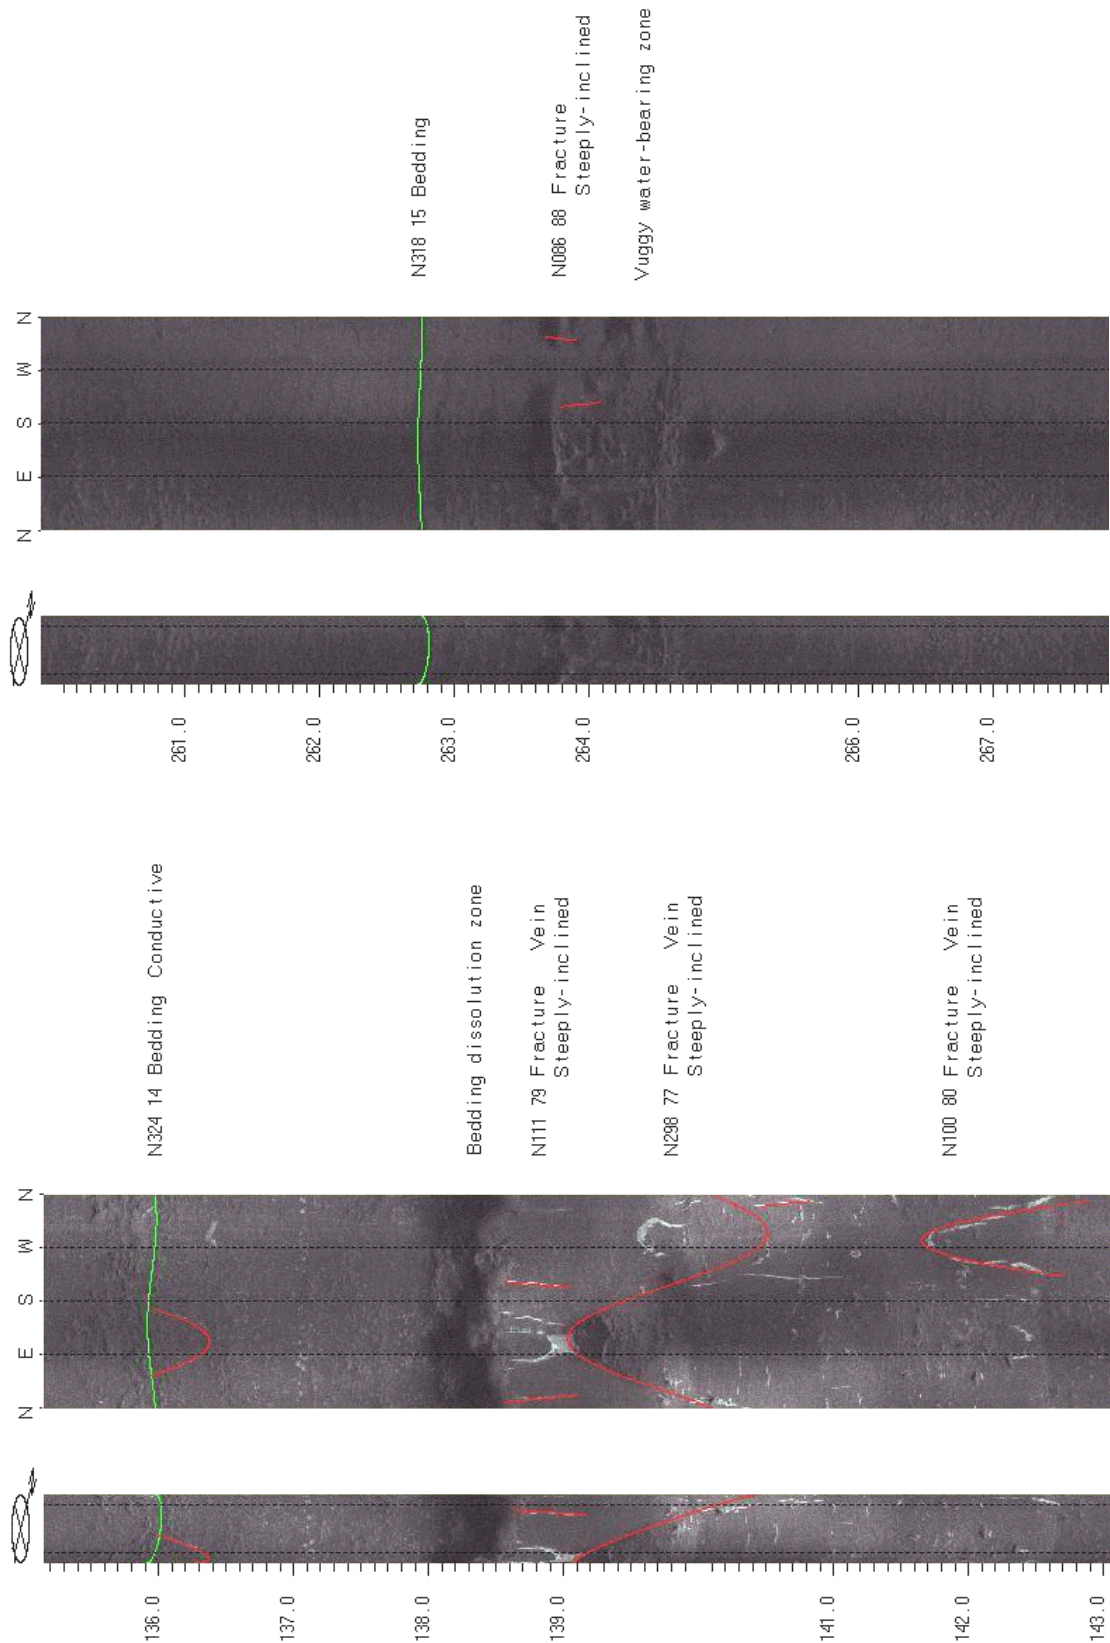 136.0
137.0
138.0
139.0
141.0
142.0
143.0
N E S W N
N324 14 Bedding Conductive
Bedding dissolution zone
N111 79 Fracture Vein
Steeply-inclined
N298 77 Fracture Vein
Steeply-inclined
N100 80 Fracture Vein
Steeply-inclined
261.0
262.0
263.0
264.0
266.0
267.0
N E S W N
N318 15 Bedding
N086 88 Fracture
Steeply-inclined
Vuggy water-bearing zone